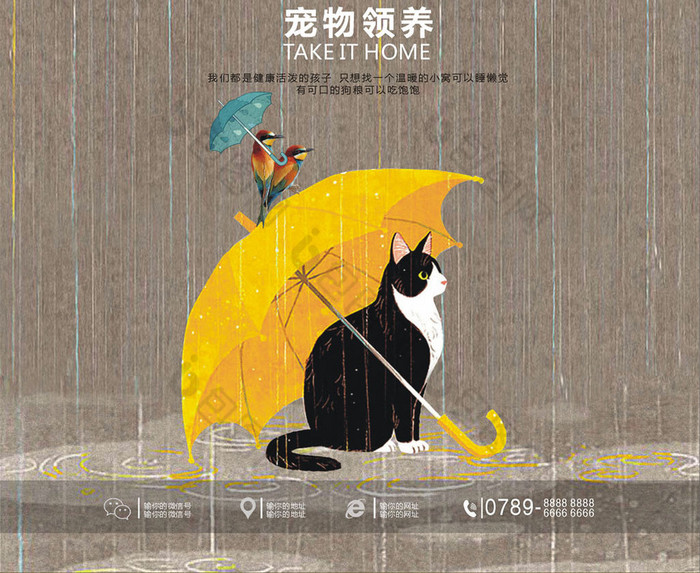 宠物领养
TAKE IT HOME
我们都是健康活泼的孩子 只想找一个温暖的小窝可以睡懒觉
有可口的狗粮可以吃饱饱
输你的微信号
输你的微信号
输你的地址
输你的地址
输你的网址
输你的网址
0789-8888 8888
6666 6666